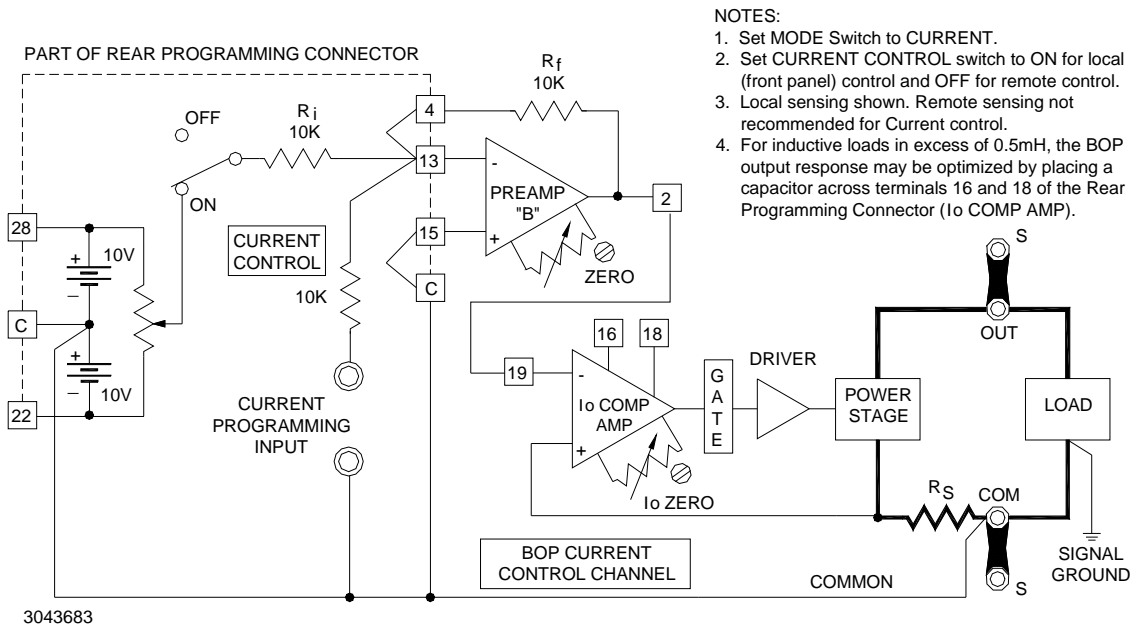 NOTES:
1. Set MODE Switch to CURRENT.
2. Set CURRENT CONTROL switch to ON for local
(front panel) control and OFF for remote control.
3. Local sensing shown. Remote sensing not
recommended for Current control.
4. For inductive loads in excess of 0.5mH, the BOP
output response may be optimized by placing a
capacitor across terminals 16 and 18 of the Rear
Programming Connector (Io COMP AMP).
PART OF REAR PROGRAMMING CONNECTOR
OFF
ON
Ri
10K
4
13
15
C
Rf
10K
-
PREAMP
"B"
+
ZERO
2
28
C
22
+
10V
–
+
10V
–
CURRENT
CONTROL
10K
CURRENT
PROGRAMMING
INPUT
16
18
19
-
Io COMP
AMP
+
Io ZERO
GATE
DRIVER
POWER
STAGE
S
OUT
LOAD
RS
COM
S
SIGNAL
GROUND
BOP CURRENT
CONTROL CHANNEL
COMMON
3043683